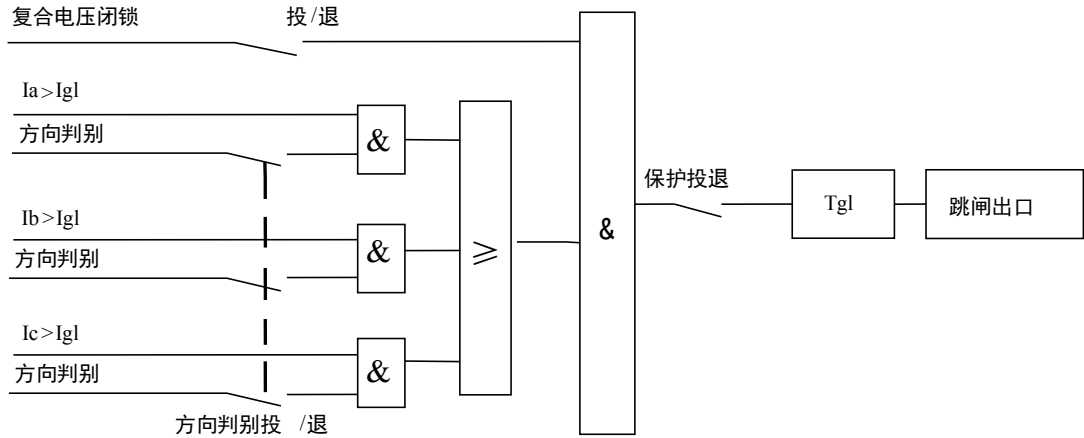 复合电压闭锁 投/退
Ia>Igl
方向判别
&
保护投退
Tgl
跳闸出口
Ib>Igl
方向判别
&
≥
&
Ic>Igl
方向判别
&
方向判别投 /退